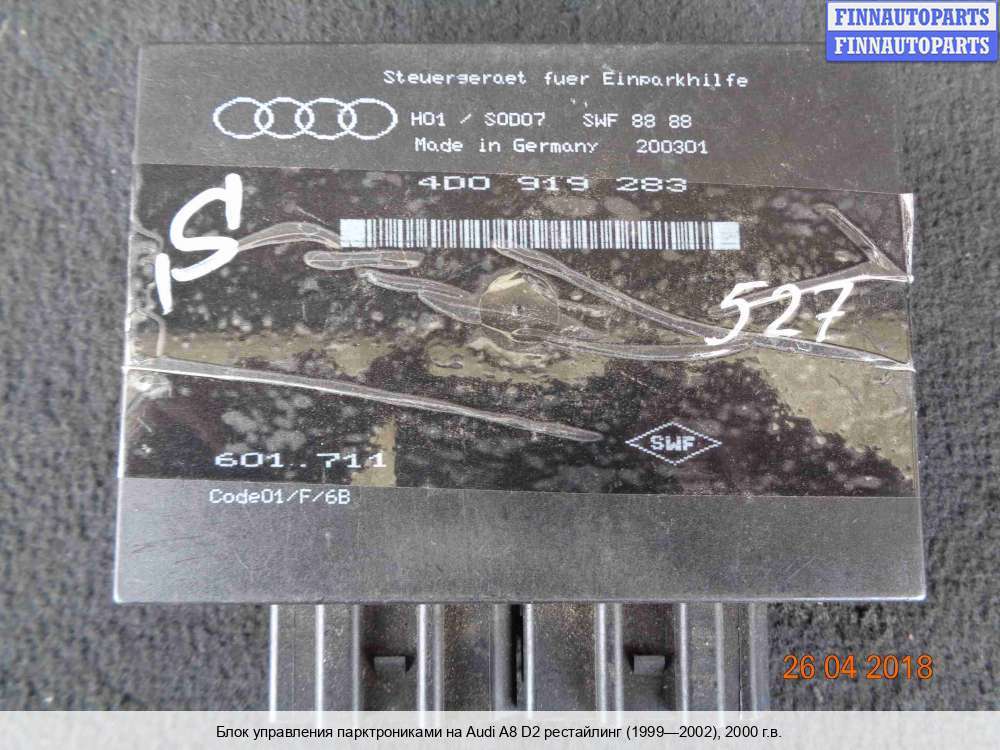 FINNAUTOPARTS
FINNAUTOPARTS
Steuergeraet fuer Einparkhilfe
H01 / SOD07 SWF 88 88
Made in Germany 200301
4D0 919 283
S
527
SWF
601..711
Code01/F/6B
26 04 2018
Блок управления парктрониками на Audi A8 D2 рестайлинг (1999—2002), 2000 г.в.